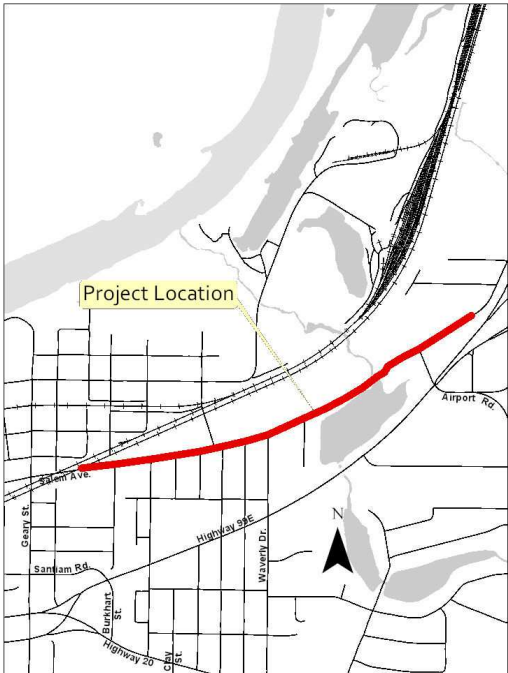 Project Location
Airport Rd.
Salem Ave.
Geary St.
Highway 99E
Waverly Dr.
N
Santiam Rd.
Burkhart
St.
Highway 20
Clay
St.